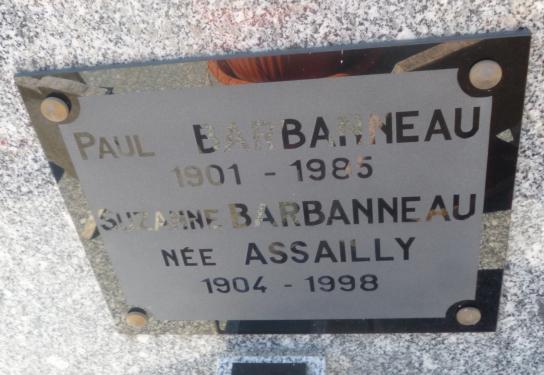 PAUL BARBANNEAU
1901 - 1985
SUZANNE BARBANNEAU
NÉE ASSAILLY
1904 - 1998